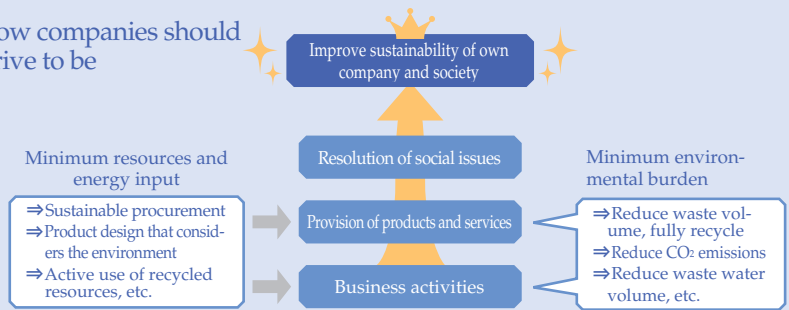 ow companies should
rive to be
Improve sustainability of own
company and society
Resolution of social issues
Minimum resources and
energy input
⇒Sustainable procurement
⇒Product design that consid-
ers the environment
⇒Active use of recycled
resources, etc.
Provision of products and services
Business activities
Minimum environ-
mental burden
⇒Reduce waste vol-
ume, fully recycle
⇒Reduce CO₂ emissions
⇒Reduce waste water
volume, etc.